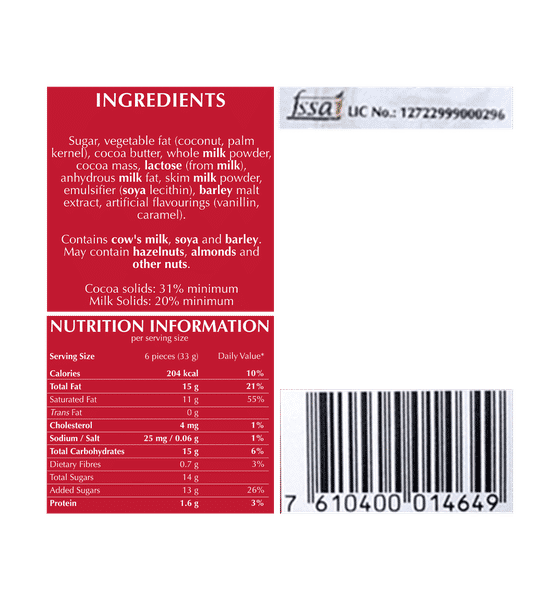 INGREDIENTS
Sugar, vegetable fat (coconut, palm
kernel), cocoa butter, whole milk powder,
cocoa mass, lactose (from milk),
anhydrous milk fat, skim milk powder,
emulsifier (soya lecithin), barley malt
extract, artificial flavourings (vanillin,
caramel).
Contains cow's milk, soya and barley.
May contain hazelnuts, almonds and
other nuts.
Cocoa solids: 31% minimum
Milk Solids: 20% minimum
NUTRITION INFORMATION
per serving size
Serving Size 6 pieces (33 g) Daily Value*
Calories 204 kcal 10%
Total Fat 15 g 21%
Saturated Fat 11 g 55%
Trans Fat 0 g
Cholesterol 4 mg 1%
Sodium / Salt 25 mg / 0.06 g 1%
Total Carbohydrates 15 g 6%
Dietary Fibres 0.7 g 3%
Total Sugars 14 g
Added Sugars 13 g 26%
Protein 1.6 g 3%
fssai LIC No.: 12722999000296
7 610400 014649